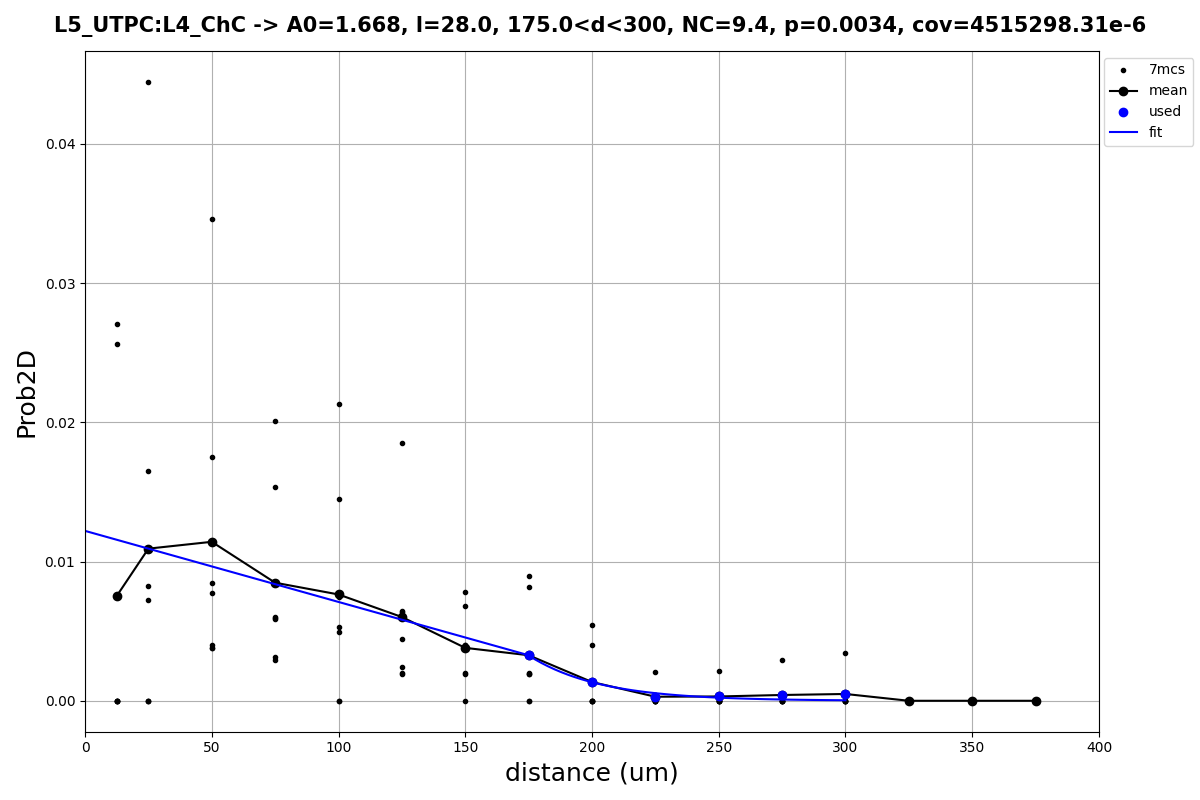 L5_UTPC:L4_ChC -> A0=1.668, l=28.0, 175.0<d<300, NC=9.4, p=0.0034, cov=4515298.31e-6
7mcs
mean
used
fit
0.04
0.03
0.02
0.01
0.00
Prob2D
0 50 100 150 200 250 300 350 400
distance (um)